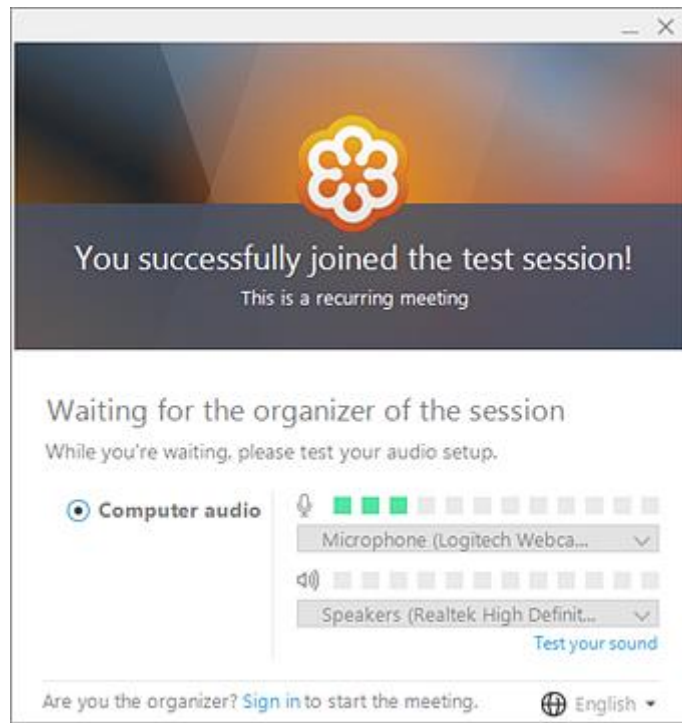 You successfully joined the test session!
This is a recurring meeting
Waiting for the organizer of the session
While you're waiting, please test your audio setup.
Computer audio
Microphone (Logitech Webca...
Speakers (Realtek High Definit...
Test your sound
Are you the organizer? Sign in to start the meeting.
English